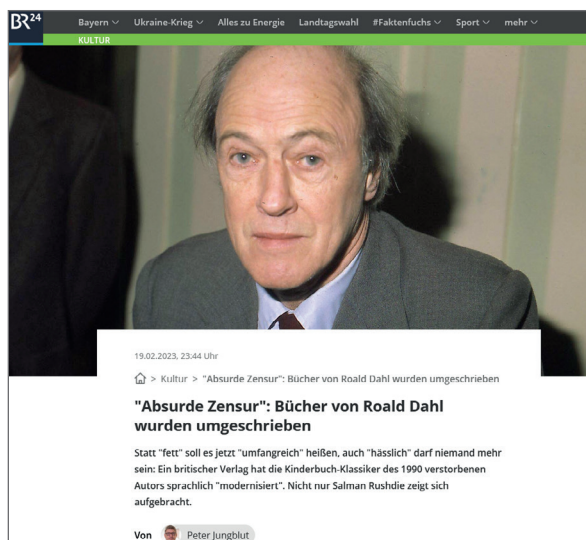 BR24
Bayern Ukraine-Krieg Alles zu Energie Landtagswahl #Faktenfuchs Sport mehr
KULTUR
19.02.2023, 23:44 Uhr
> Kultur > "Absurde Zensur": Bücher von Roald Dahl wurden umgeschrieben
"Absurde Zensur": Bücher von Roald Dahl
wurden umgeschrieben
Statt "fett" soll es jetzt "umfangreich" heißen, auch "hässlich" darf niemand mehr
sein: Ein britischer Verlag hat die Kinderbuch-Klassiker des 1990 verstorbenen
Autors sprachlich "modernisiert". Nicht nur Salman Rushdie zeigt sich
aufgebracht.
Von Peter Jungblut